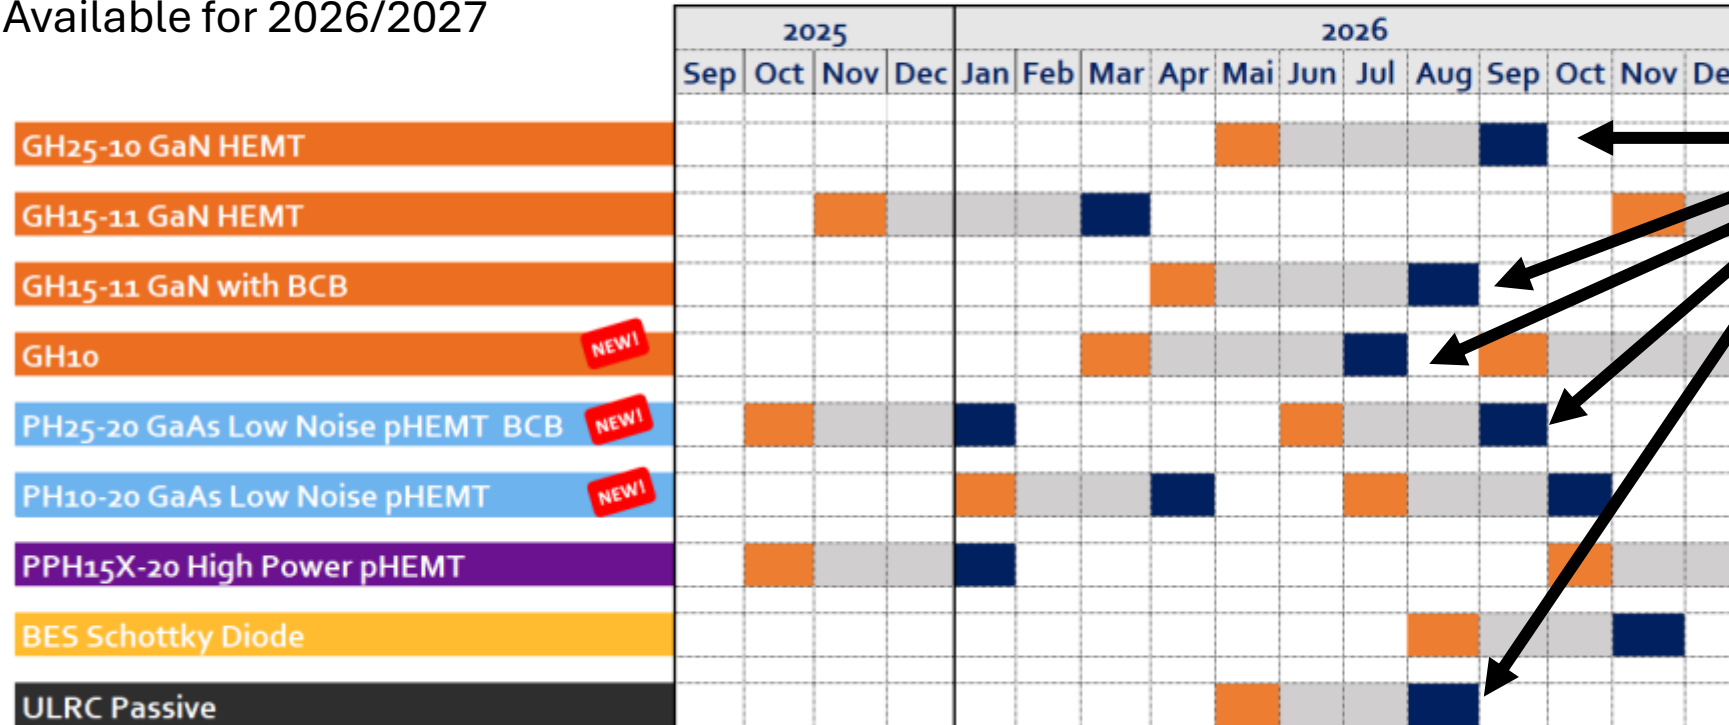 Available for 2026/2027
2025 2026
Sep Oct Nov Dec Jan Feb Mar Apr Mai Jun Jul Aug Sep Oct Nov De
GH25-10 GaN HEMT
GH15-11 GaN HEMT
GH15-11 GaN with BCB
GH10 NEW!
PH25-20 GaAs Low Noise pHEMT BCB NEW!
PH10-20 GaAs Low Noise pHEMT NEW!
PPH15X-20 High Power pHEMT
BES Schottky Diode
ULRC Passive